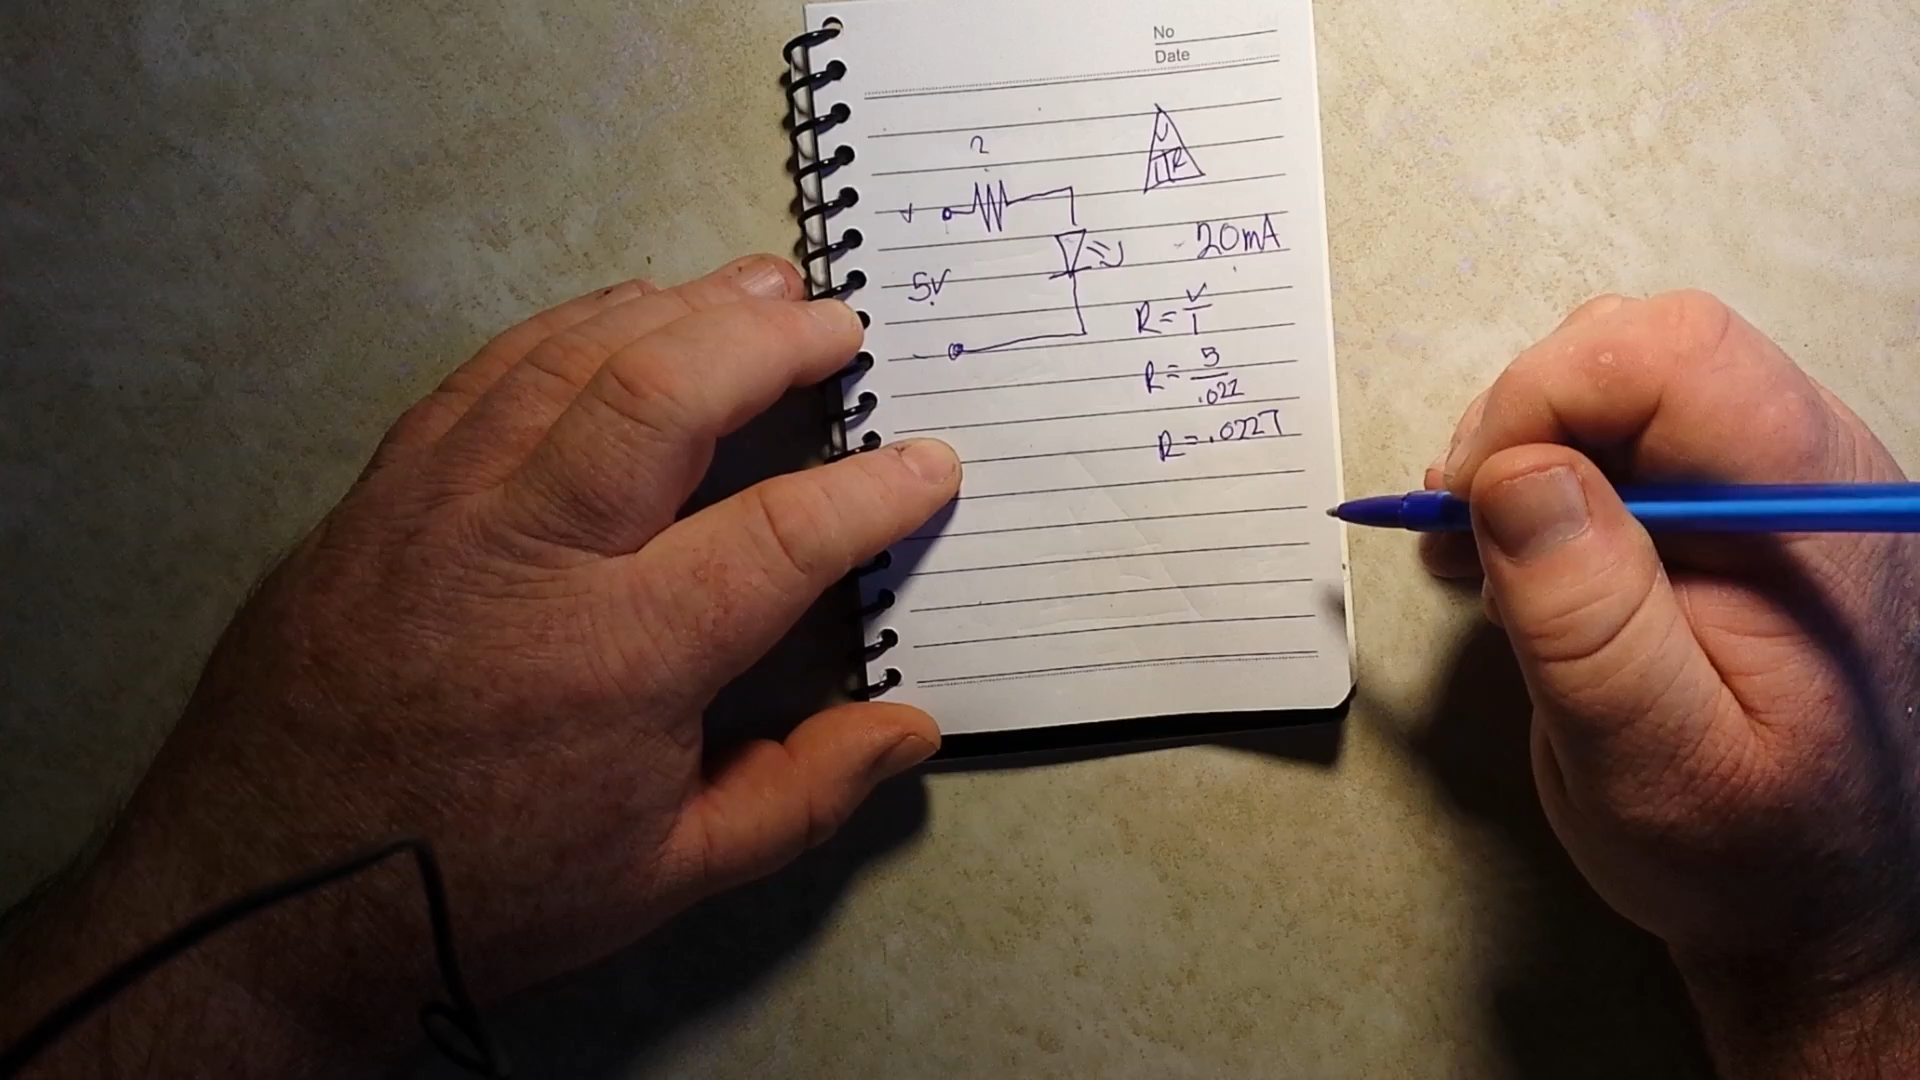 No
Date
?
V
I R
5V
20mA
R = V/I
R = 5/.022
R = .0227